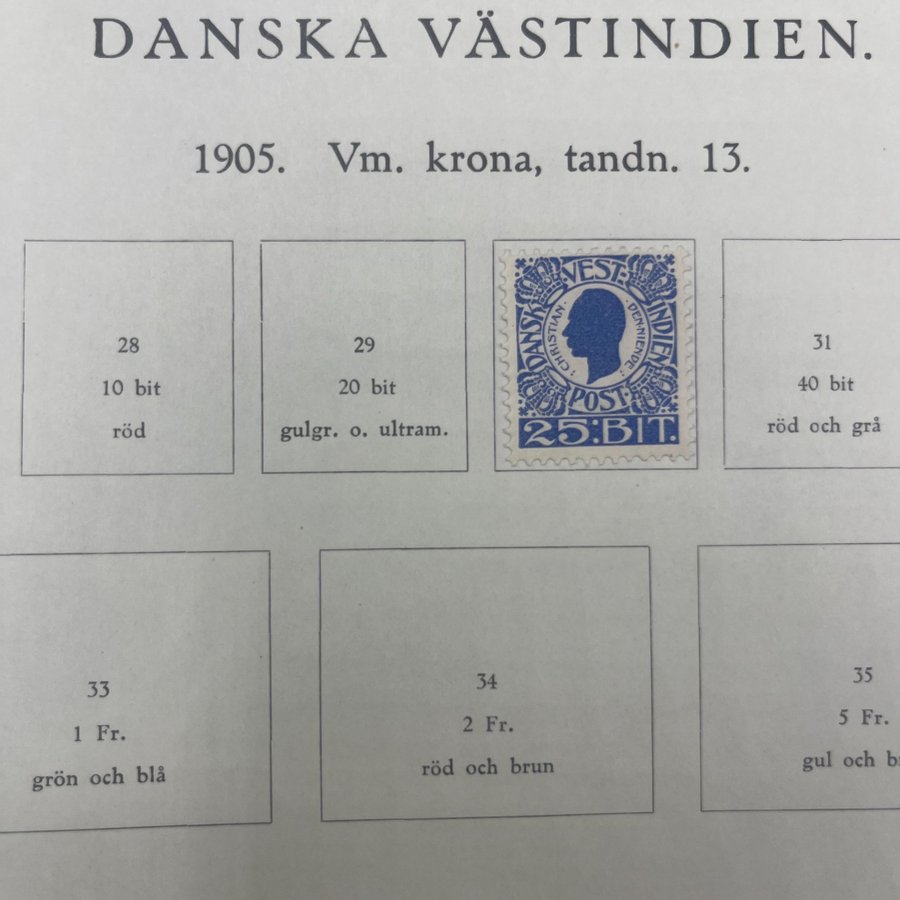 DANSKA VÄSTINDIEN.
1905. Vm. krona, tandn. 13.
28
10 bit
röd
29
20 bit
gulgr. o. ultram.
VEST:
DANSK
INDIEN
:CHRISTIAN·
·DEN·NIENDE:
POST·
25:BIT.
31
40 bit
röd och grå
33
1 Fr.
grön och blå
34
2 Fr.
röd och brun
35
5 Fr.
gul och